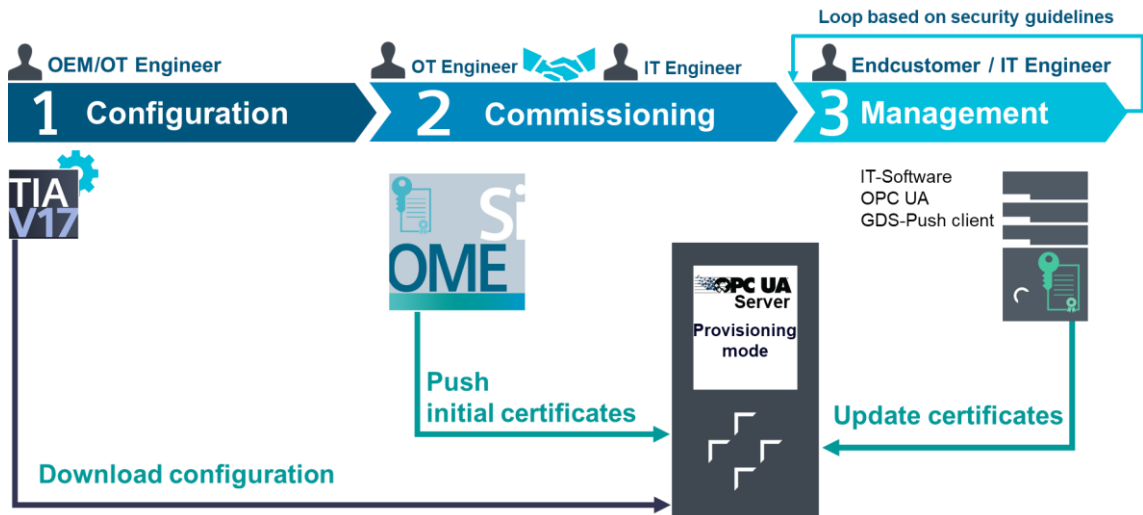 Loop based on security guidelines
OEM/OT Engineer
OT Engineer
IT Engineer
Endcustomer / IT Engineer
1 Configuration
2 Commissioning
3 Management
TIA
V17
Si
OME
IT-Software
OPC UA
GDS-Push client
OPC UA
Server
Provisioning
mode
Push
initial certificates
Update certificates
Download configuration